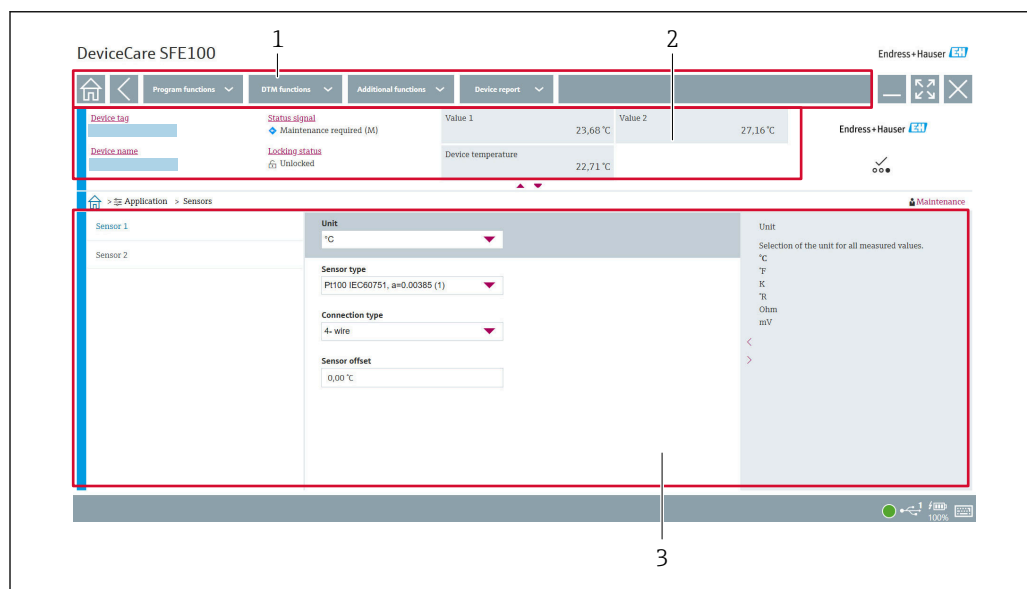 1
2
DeviceCare SFE100
Endress+Hauser EH
Program functions
DTM functions
Additional functions
Device report
Device tag
Status signal
Maintenance required (M)
Value 1
23,68 °C
Value 2
27,16 °C
Endress+Hauser EH
Device name
Locking status
Unlocked
Device temperature
22,71 °C
> Application > Sensors
Maintenance
Sensor 1
Sensor 2
Unit
°C
Sensor type
Pt100 IEC60751, a=0.00385 (1)
Connection type
4- wire
Sensor offset
0,00 °C
Unit
Selection of the unit for all measured values.
°C
°F
K
°R
Ohm
mV
<
>
1
100%
3